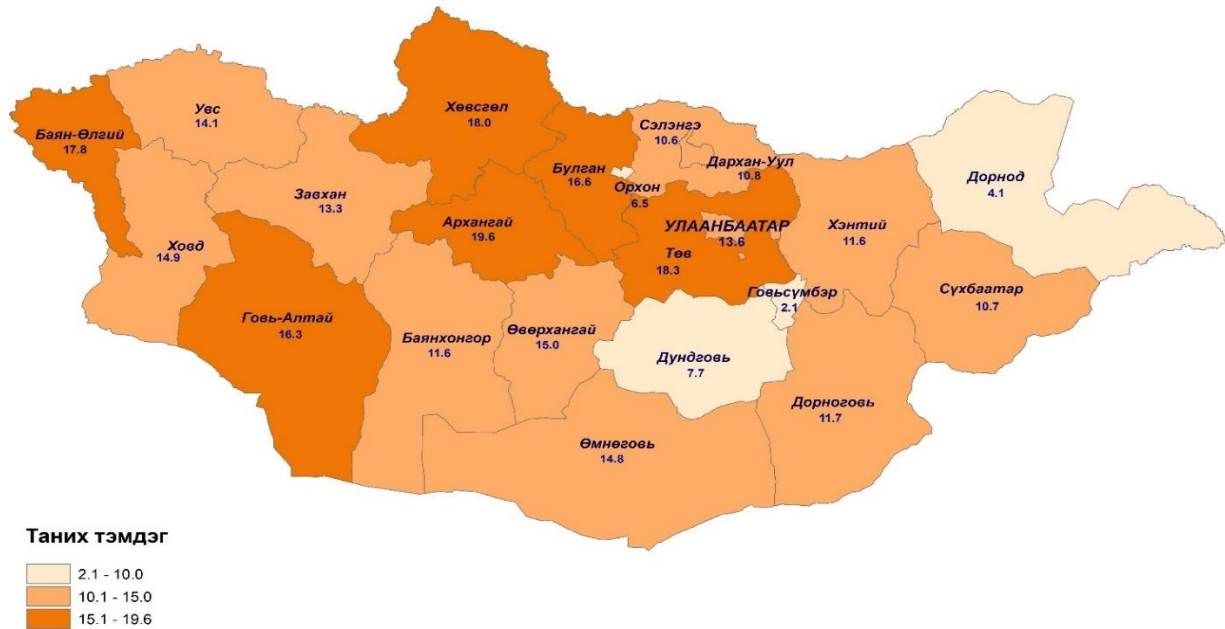 Увс
14.1
Баян-Өлгий
17.8
Хөвсгөл
18.0
Сэлэнгэ
10.6
Дархан-Уул
10.8
Булган
16.6
Орхон
6.5
Дорнод
4.1
Завхан
13.3
Архангай
19.6
УЛААНБААТАР
13.6
Хэнтий
11.6
Ховд
14.9
Төв
18.3
Говьсүмбэр
2.1
Сүхбаатар
10.7
Говь-Алтай
16.3
Баянхонгор
11.6
Өвөрхангай
15.0
Дундговь
7.7
Дорноговь
11.7
Өмнөговь
14.8
Таних тэмдэг
2.1 - 10.0
10.1 - 15.0
15.1 - 19.6